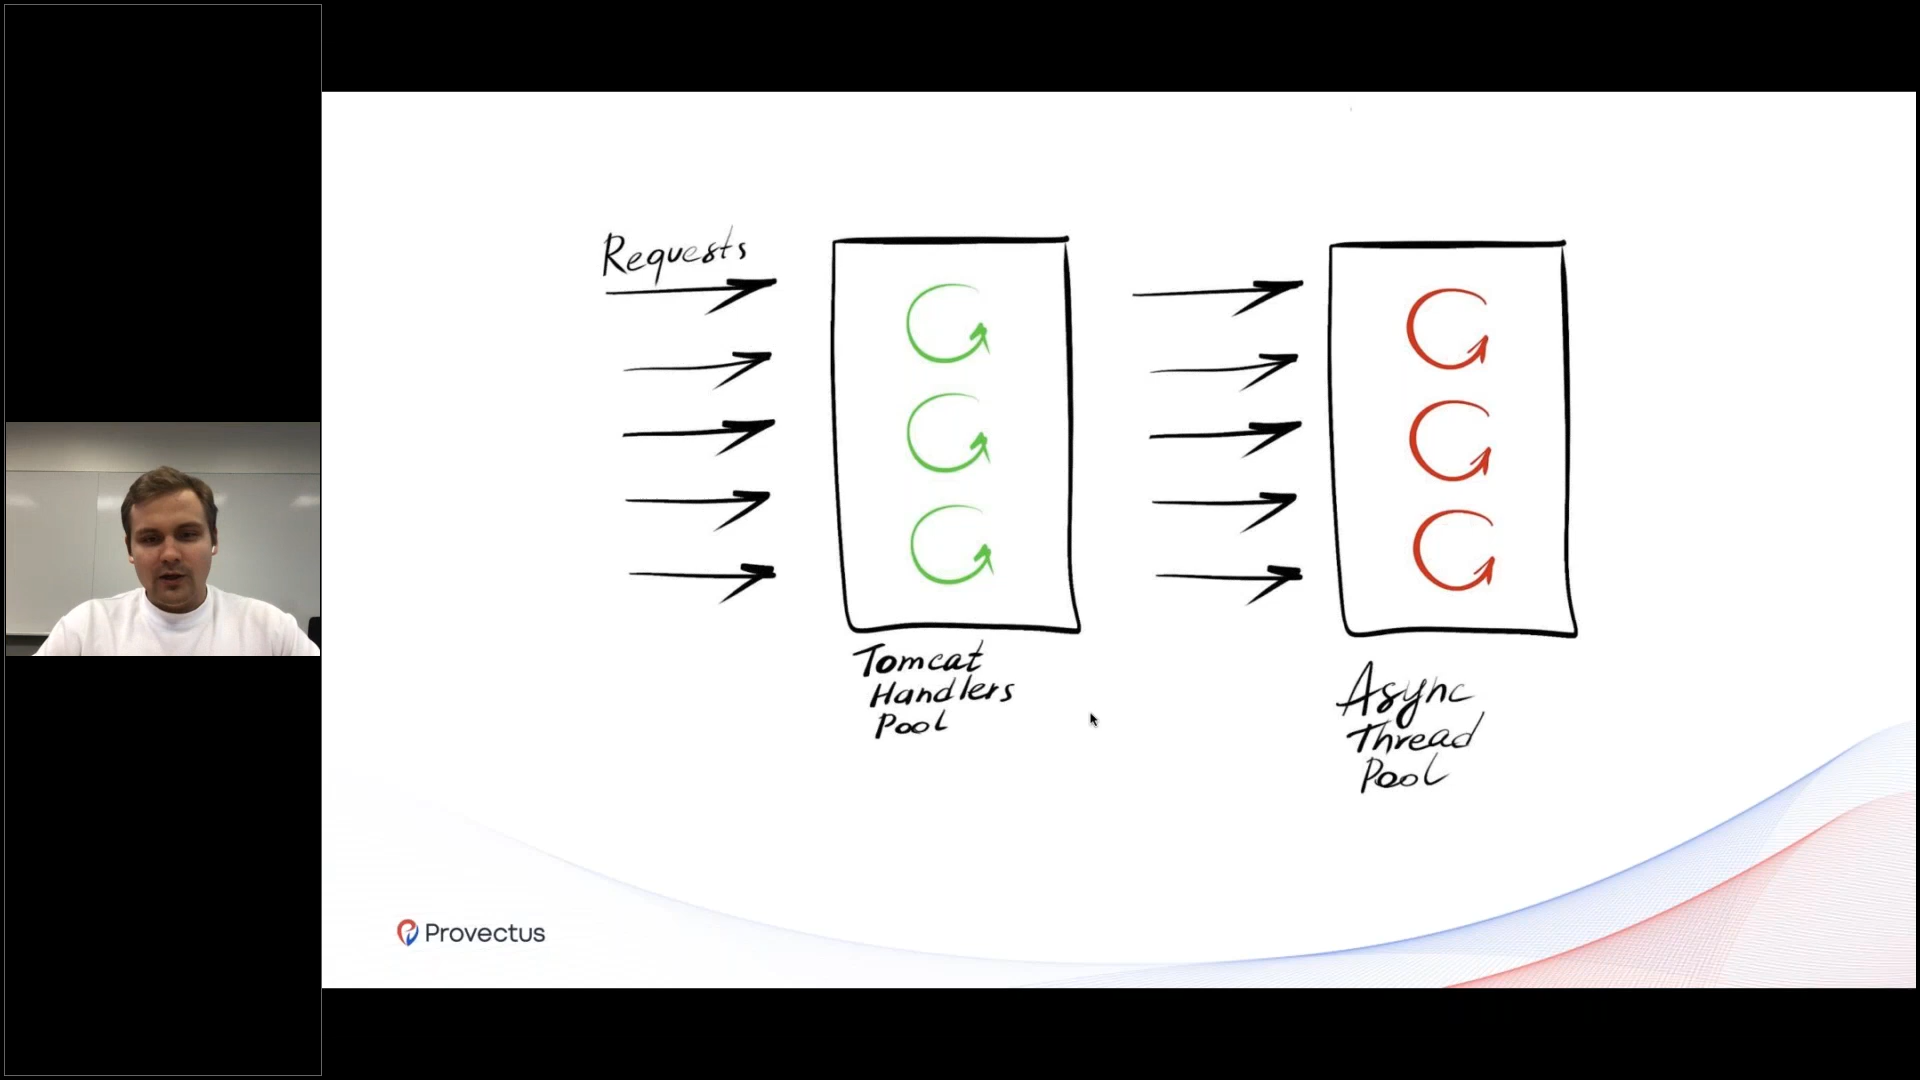 Requests
Tomcat
Handlers
Pool
Async
Thread
Pool
Provectus